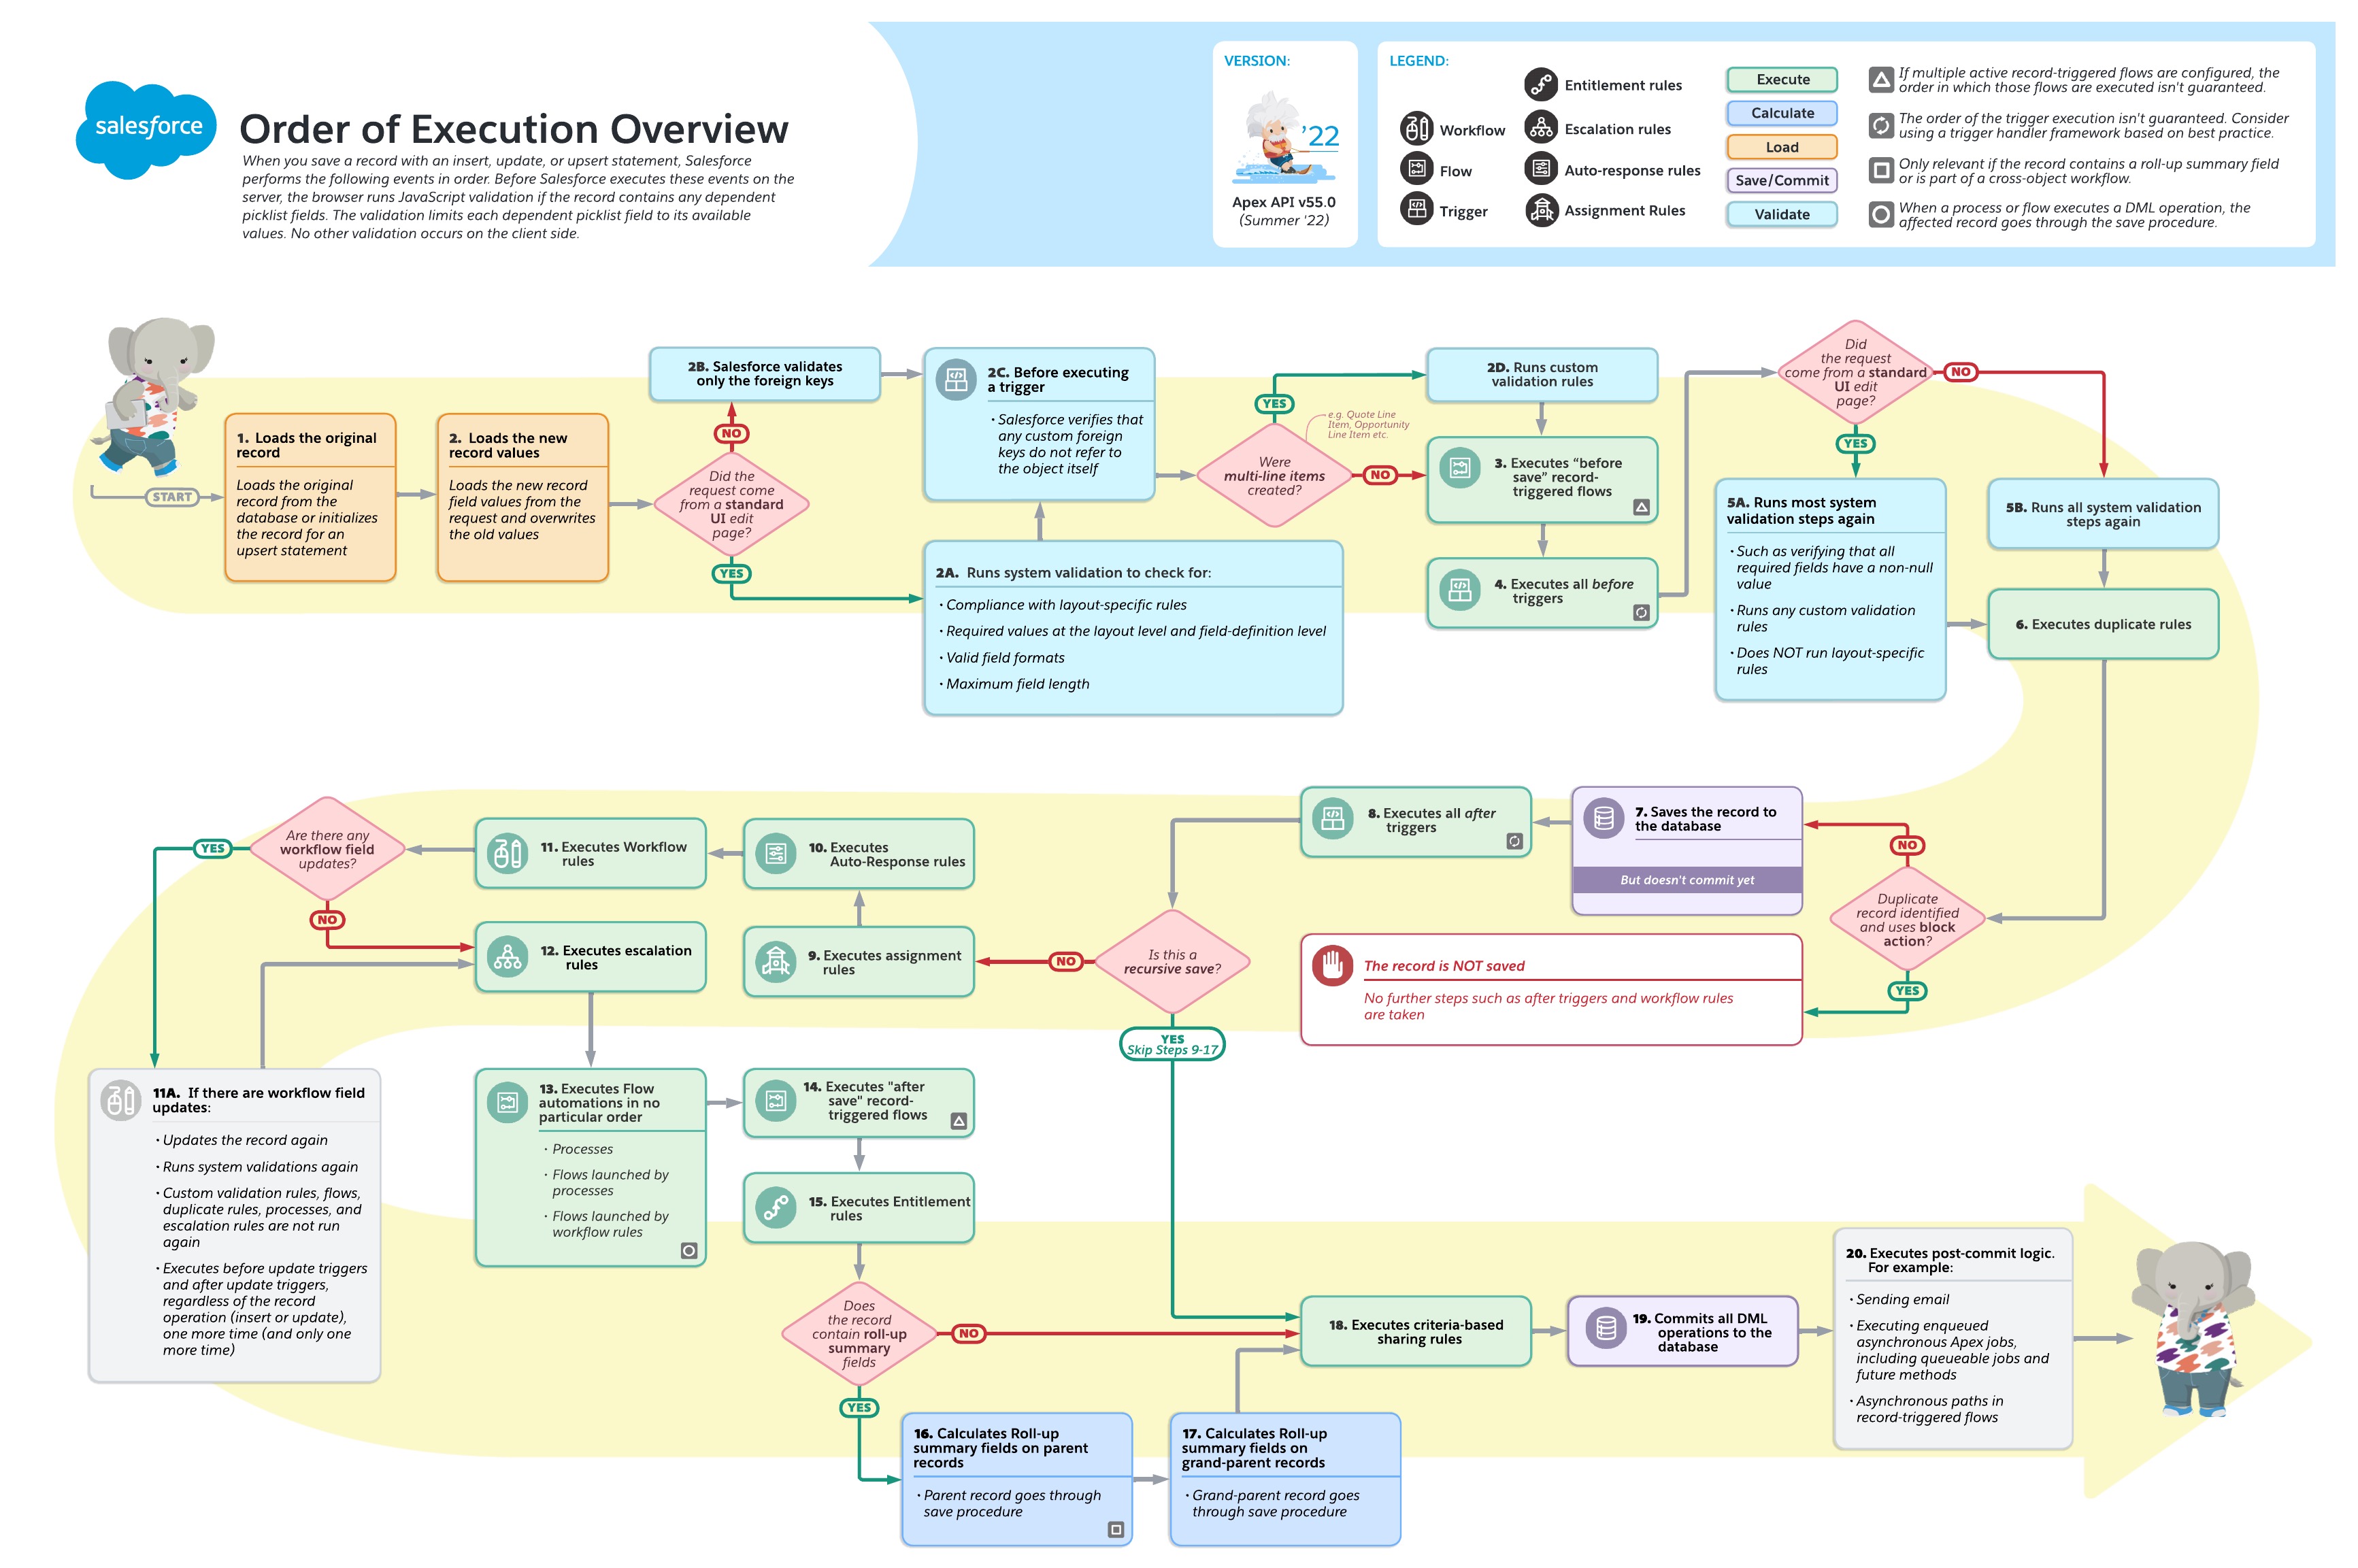 salesforce
Order of Execution Overview
When you save a record with an insert, update, or upsert statement, Salesforce
performs the following events in order. Before Salesforce executes these events on the
server, the browser runs JavaScript validation if the record contains any dependent
picklist fields. The validation limits each dependent picklist field to its available
values. No other validation occurs on the client side.
VERSION:
'22
Apex API v55.0
(Summer '22)
LEGEND:
Workflow
Flow
Trigger
Entitlement rules
Escalation rules
Auto-response rules
Assignment Rules
Execute
Calculate
Load
Save/Commit
Validate
If multiple active record-triggered flows are configured, the
order in which those flows are executed isn't guaranteed.
The order of the trigger execution isn't guaranteed. Consider
using a trigger handler framework based on best practice.
Only relevant if the record contains a roll-up summary field
or is part of a cross-object workflow.
When a process or flow executes a DML operation, the
affected record goes through the save procedure.
START
1. Loads the original
record
Loads the original
record from the
database or initializes
the record for an
upsert statement
2. Loads the new
record values
Loads the new record
field values from the
request and overwrites
the old values
Did the
request come
from a standard
UI edit
page?
NO
YES
2B. Salesforce validates
only the foreign keys
2A. Runs system validation to check for:
· Compliance with layout-specific rules
· Required values at the layout level and field-definition level
· Valid field formats
· Maximum field length
2C. Before executing
a trigger
· Salesforce verifies that
any custom foreign
keys do not refer to
the object itself
Were
multi-line items
created?
e.g. Quote Line
Item, Opportunity
Line Item etc.
YES
NO
2D. Runs custom
validation rules
3. Executes “before
save” record-
triggered flows
4. Executes all before
triggers
Did
the request
come from a standard
UI edit
page?
NO
YES
5A. Runs most system
validation steps again
· Such as verifying that all
required fields have a non-null
value
· Runs any custom validation
rules
· Does NOT run layout-specific
rules
5B. Runs all system validation
steps again
6. Executes duplicate rules
Duplicate
record identified
and uses block
action?
NO
YES
7. Saves the record to
the database
But doesn't commit yet
The record is NOT saved
No further steps such as after triggers and workflow rules
are taken
8. Executes all after
triggers
Is this a
recursive save?
NO
YES
Skip Steps 9-17
9. Executes assignment
rules
10. Executes
Auto-Response rules
11. Executes Workflow
rules
Are there any
workflow field
updates?
YES
NO
11A. If there are workflow field
updates:
· Updates the record again
· Runs system validations again
· Custom validation rules, flows,
duplicate rules, processes, and
escalation rules are not run
again
· Executes before update triggers
and after update triggers,
regardless of the record
operation (insert or update),
one more time (and only one
more time)
12. Executes escalation
rules
13. Executes Flow
automations in no
particular order
· Processes
· Flows launched by
processes
· Flows launched by
workflow rules
14. Executes "after
save" record-
triggered flows
15. Executes Entitlement
rules
Does
the record
contain roll-up
summary
fields
NO
YES
16. Calculates Roll-up
summary fields on parent
records
· Parent record goes through
save procedure
17. Calculates Roll-up
summary fields on
grand-parent records
· Grand-parent record goes
through save procedure
18. Executes criteria-based
sharing rules
19. Commits all DML
operations to the
database
20. Executes post-commit logic.
For example:
· Sending email
· Executing enqueued
asynchronous Apex jobs,
including queueable jobs and
future methods
· Asynchronous paths in
record-triggered flows